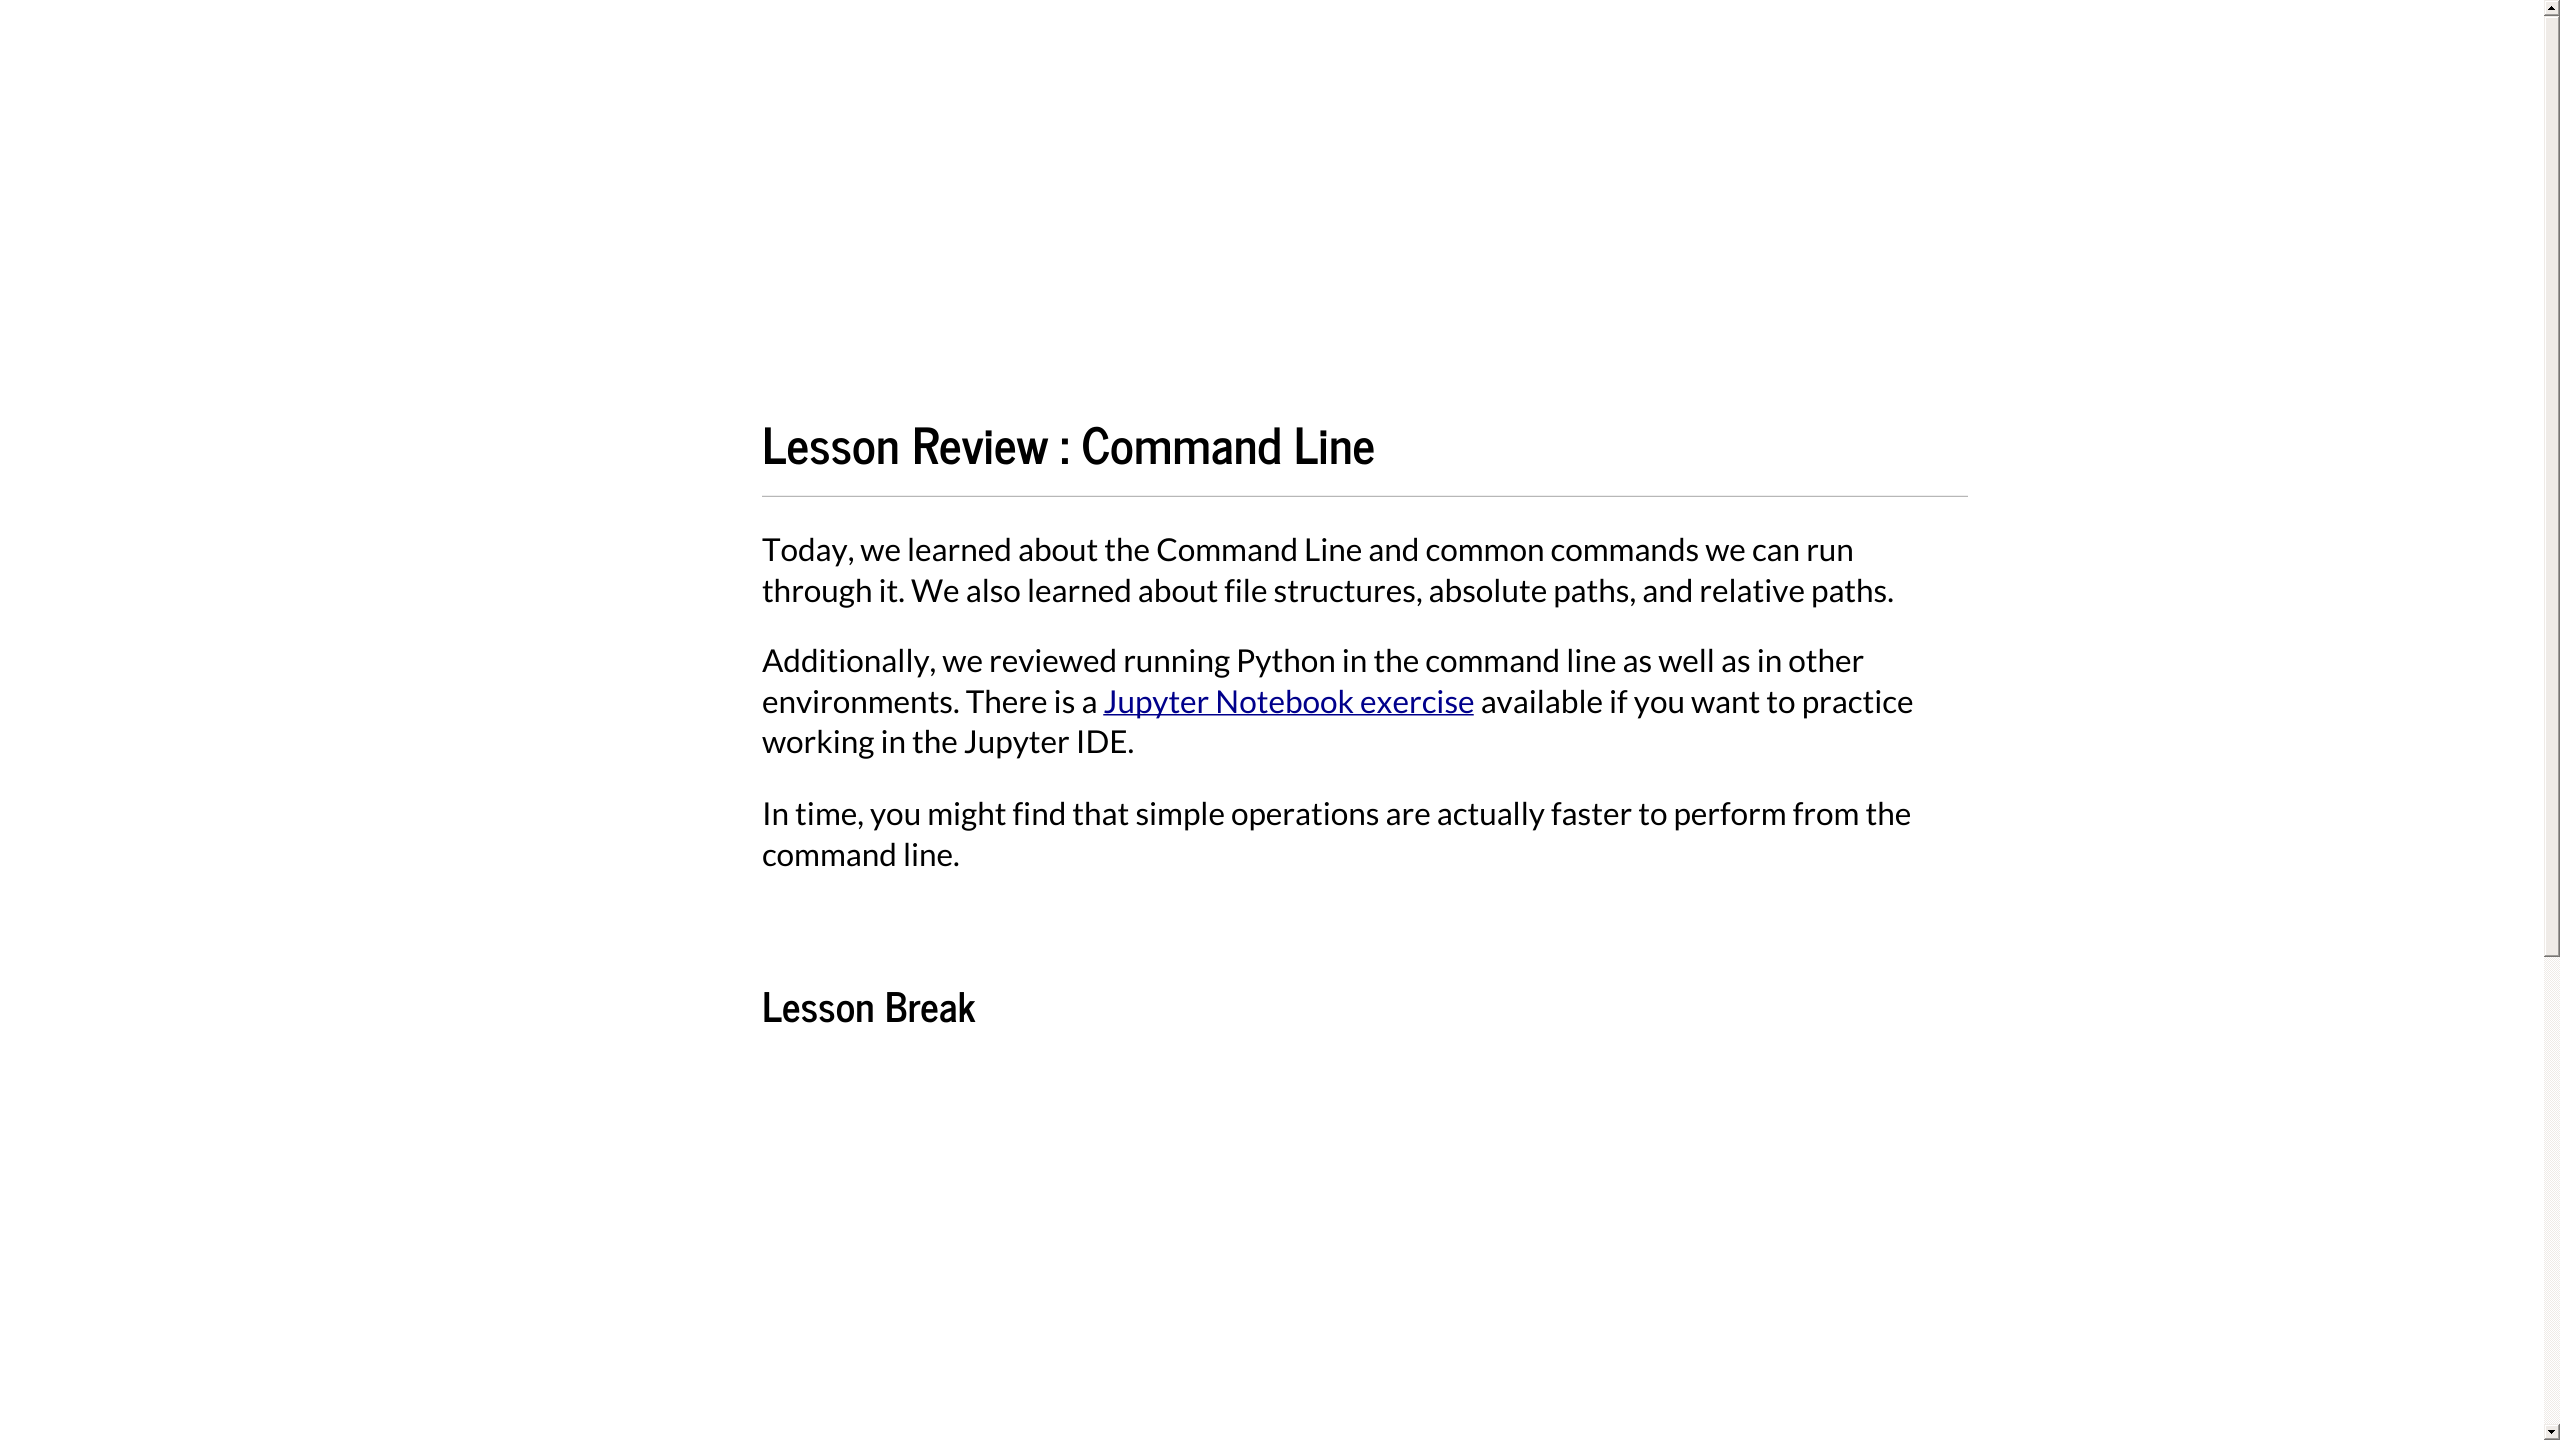 Lesson Review : Command Line
Today, we learned about the Command Line and common commands we can run
through it. We also learned about file structures, absolute paths, and relative paths.
Additionally, we reviewed running Python in the command line as well as in other
environments. There is a Jupyter Notebook exercise available if you want to practice
working in the Jupyter IDE.
In time, you might find that simple operations are actually faster to perform from the
command line.
Lesson Break